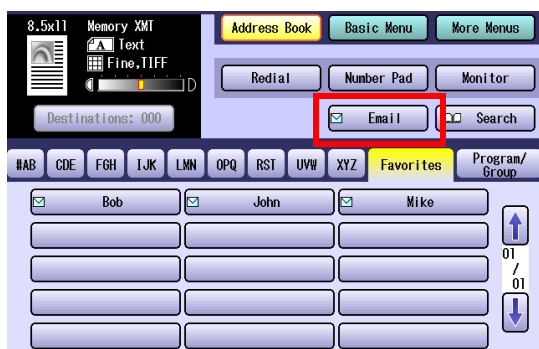 8.5x11 Memory XMT
A Text
Fine,TIFF
D
Destinations: 000
Address Book Basic Menu More Menus
Redial Number Pad Monitor
Email Search
#AB CDE FGH IJK LMN OPQ RST UVW XYZ Favorites Program/
Group
Bob John Mike
01
/
01